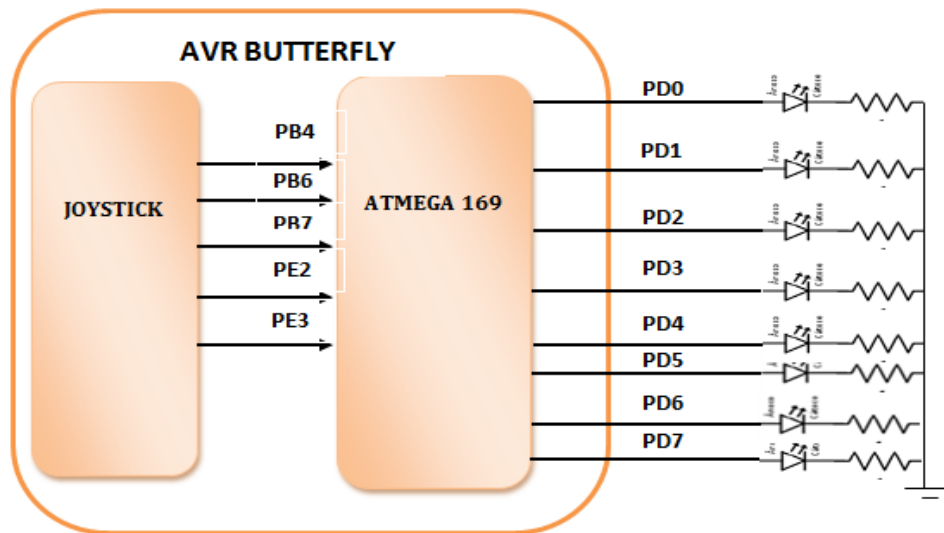 AVR BUTTERFLY
JOYSTICK
PB4
PB6
PB7
PE2
PE3
ATMEGA 169
PD0
PD1
PD2
PD3
PD4
PD5
PD6
PD7